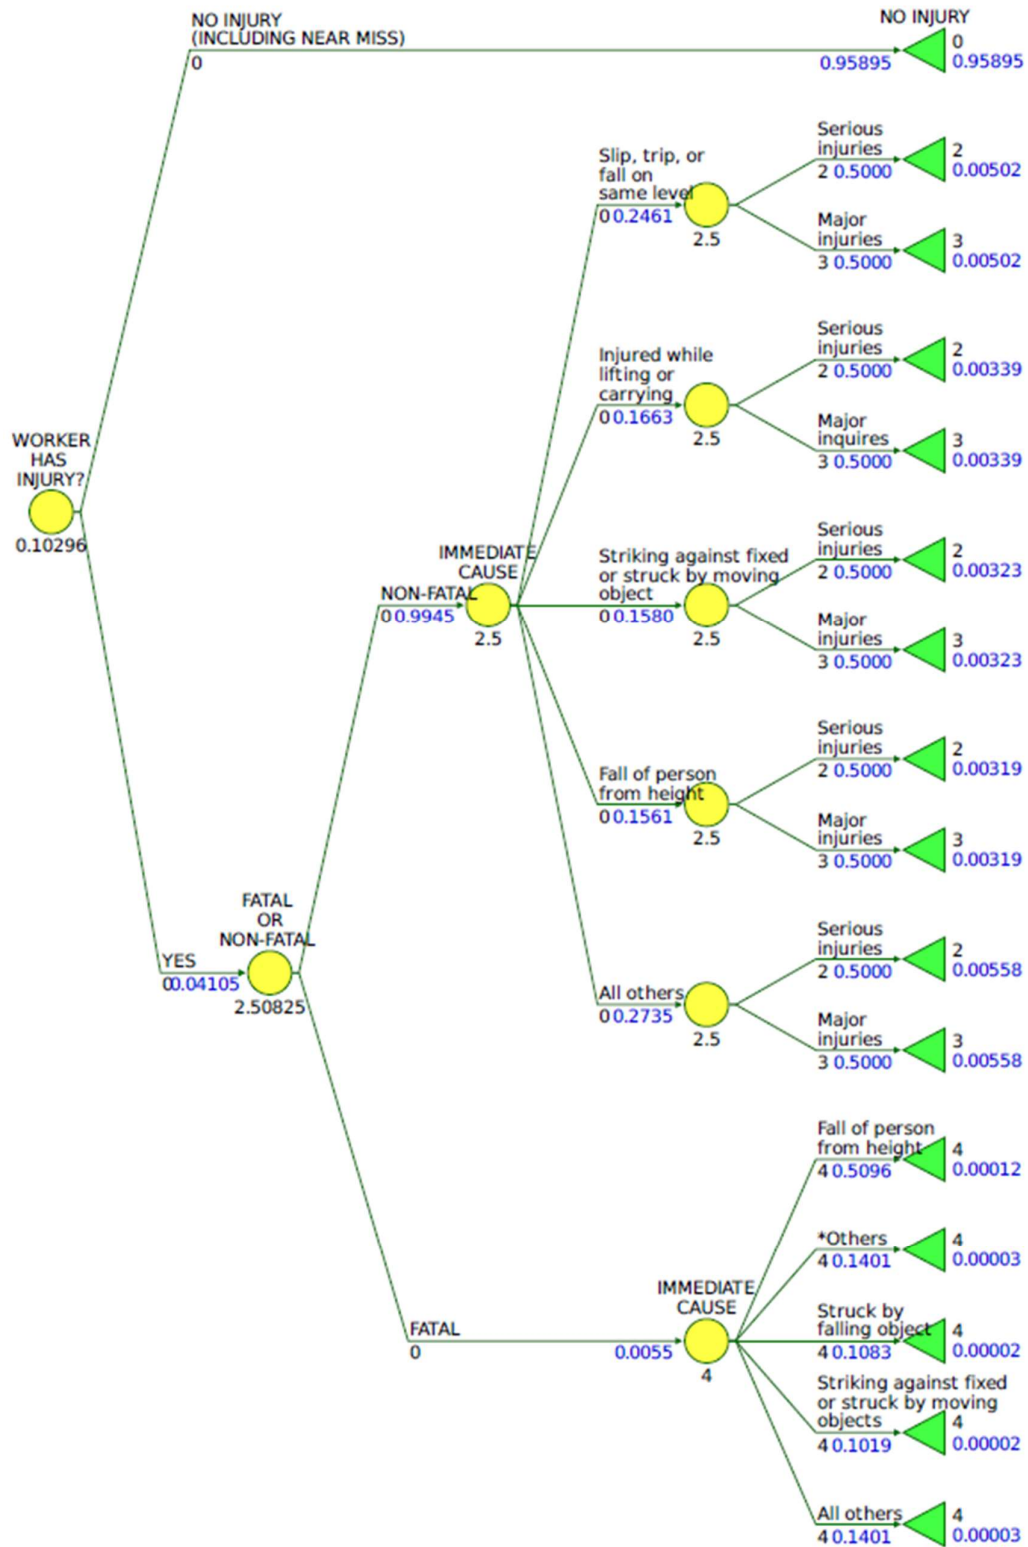 NO INJURY
(INCLUDING NEAR MISS)
0
0.95895
NO INJURY
0
0.95895
WORKER
HAS
INJURY?
0.10296
YES
0 0.04105
FATAL
OR
NON-FATAL
2.50825
NON-FATAL
0 0.9945
IMMEDIATE
CAUSE
2.5
Slip, trip, or
fall on
same level
0 0.2461
2.5
Serious
injuries
2 0.5000
2
0.00502
Major
injuries
3 0.5000
3
0.00502
Injured while
lifting or
carrying
0 0.1663
2.5
Serious
injuries
2 0.5000
2
0.00339
Major
inquires
3 0.5000
3
0.00339
Striking against fixed
or struck by moving
object
0 0.1580
2.5
Serious
injuries
2 0.5000
2
0.00323
Major
injuries
3 0.5000
3
0.00323
Fall of person
from height
0 0.1561
2.5
Serious
injuries
2 0.5000
2
0.00319
Major
injuries
3 0.5000
3
0.00319
All others
0 0.2735
2.5
Serious
injuries
2 0.5000
2
0.00558
Major
injuries
3 0.5000
3
0.00558
FATAL
0
0.0055
IMMEDIATE
CAUSE
4
Fall of person
from height
4 0.5096
4
0.00012
*Others
4 0.1401
4
0.00003
Struck by
falling object
4 0.1083
4
0.00002
Striking against fixed
or struck by moving
objects
4 0.1019
4
0.00002
All others
4 0.1401
4
0.00003